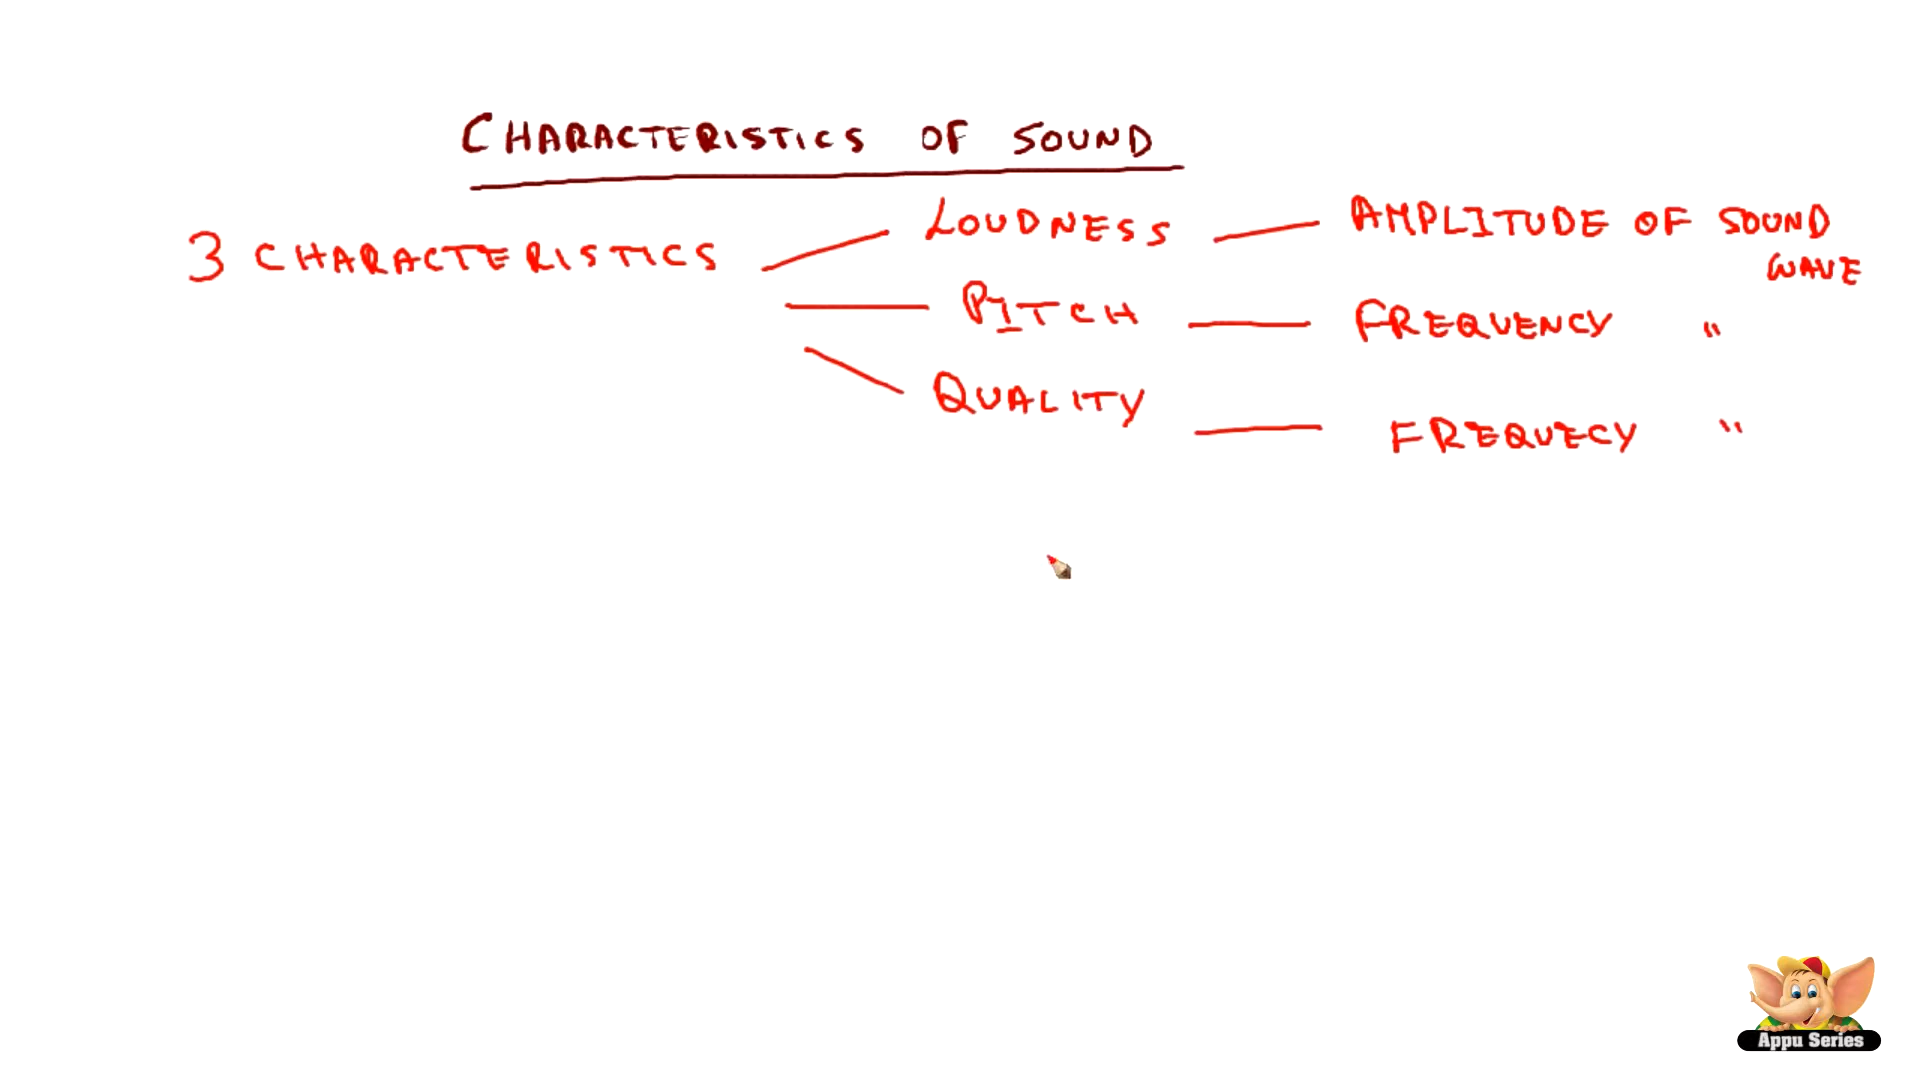 CHARACTERISTICS OF SOUND
3 CHARACTERISTICS
LOUDNESS
AMPLITUDE OF SOUND
WAVE
PITCH
FREQUENCY "
QUALITY
FREQUECY "
Appu Series